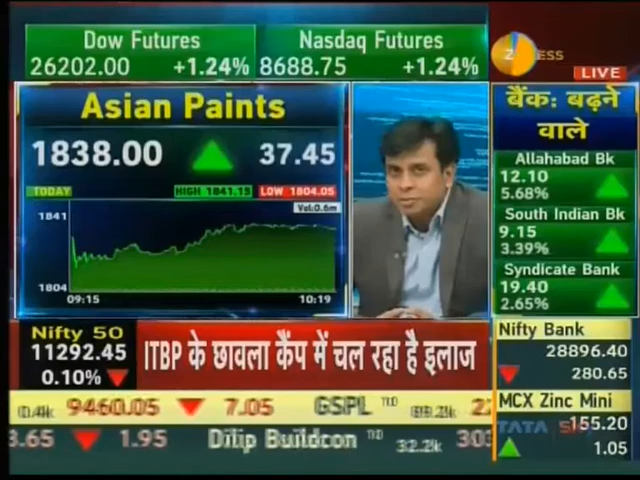 Dow Futures
26202.00 +1.24%
Nasdaq Futures
8688.75 +1.24%
LIVE
Asian Paints
1838.00 37.45
TODAY HIGH 1841.15 LOW 1804.05
Vol:0.6m
1841
1804
09:15 10:19
बैंक: बढ़ने
वाले
Allahabad Bk
12.10
5.68%
South Indian Bk
9.15
3.39%
Syndicate Bank
19.40
2.65%
Nifty 50
11292.45
0.10%
ITBP के छावला कैंप में चल रहा है इलाज
Nifty Bank
28896.40
280.65
MCX Zinc Mini
155.20
1.05
TATA SKY
9460.05 7.05 GSPL
3.65 1.95 Dilip Buildcon 32.2k 303